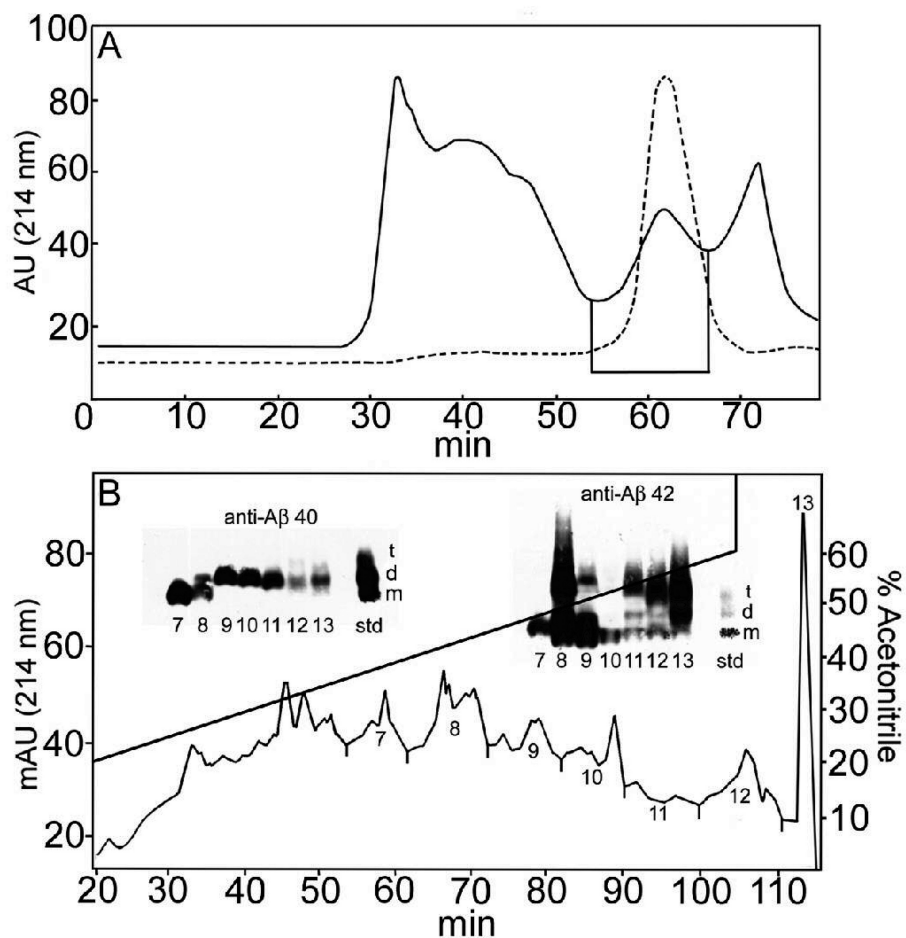 A
AU (214 nm)
100
80
60
40
20
0 10 20 30 40 50 60 70
min
B
anti-Aβ 40
t
d
m
7 8 9 10 11 12 13 std
anti-Aβ 42
t
d
m
7 8 9 10 11 12 13 std
13
mAU (214 nm)
80
60
40
20
% Acetonitrile
60
50
40
30
20
10
7
8
9
10
11
12
20 30 40 50 60 70 80 90 100 110
min